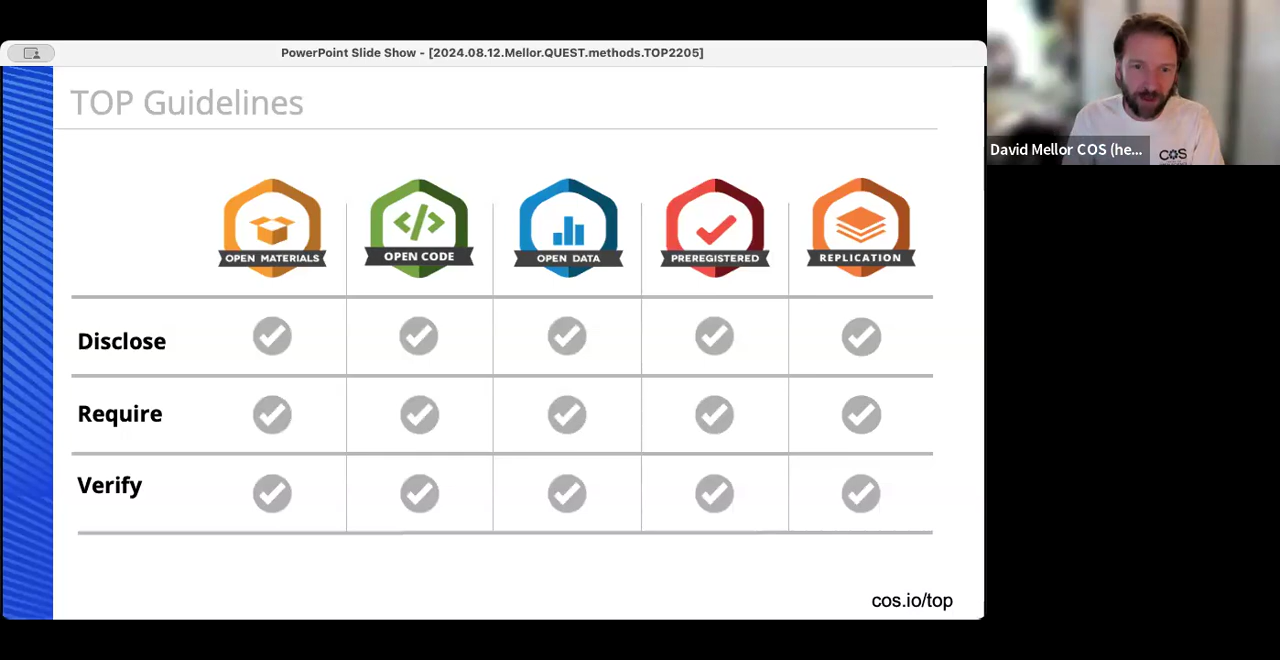 PowerPoint Slide Show - [2024.08.12.Mellor.QUEST.methods.TOP2205]
TOP Guidelines
OPEN MATERIALS
OPEN CODE
OPEN DATA
PREREGISTERED
REPLICATION
Disclose
Require
Verify
cos.io/top
David Mellor COS (he...
COS